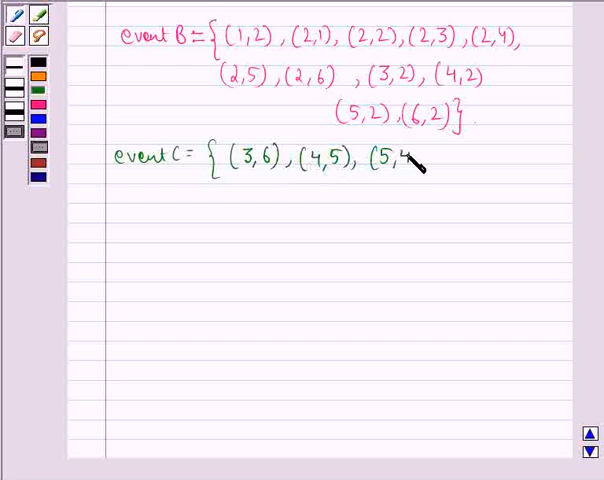 event B = {(1,2), (2,1), (2,2), (2,3), (2,4),
(2,5), (2,6), (3,2), (4,2)
(5,2), (6,2)}
event C = { (3,6), (4,5), (5,4